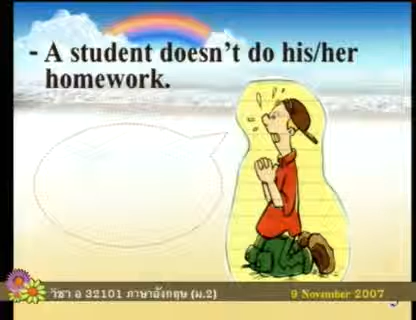 - A student doesn't do his/her
homework.
วิชา อ 32101 ภาษาอังกฤษ (ม.2)
9 November 2007